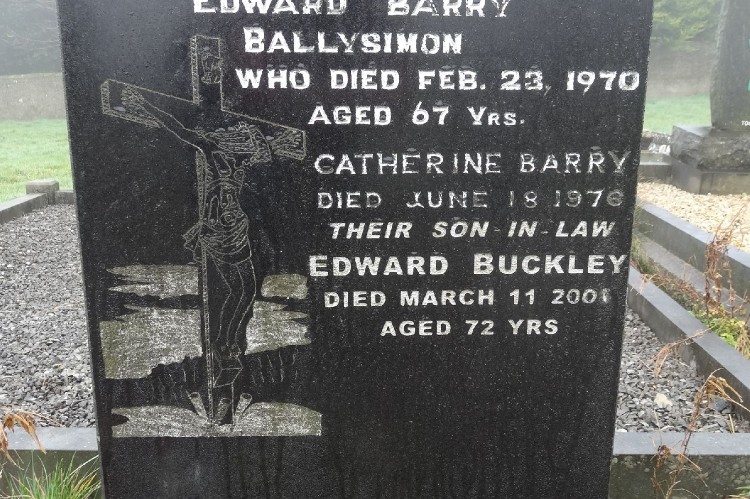 EDWARD BARRY
BALLYSIMON
WHO DIED FEB. 23, 1970
AGED 67 YRS.
CATHERINE BARRY
DIED JUNE 18 1976
THEIR SON-IN-LAW
EDWARD BUCKLEY
DIED MARCH 11 2001
AGED 72 YRS